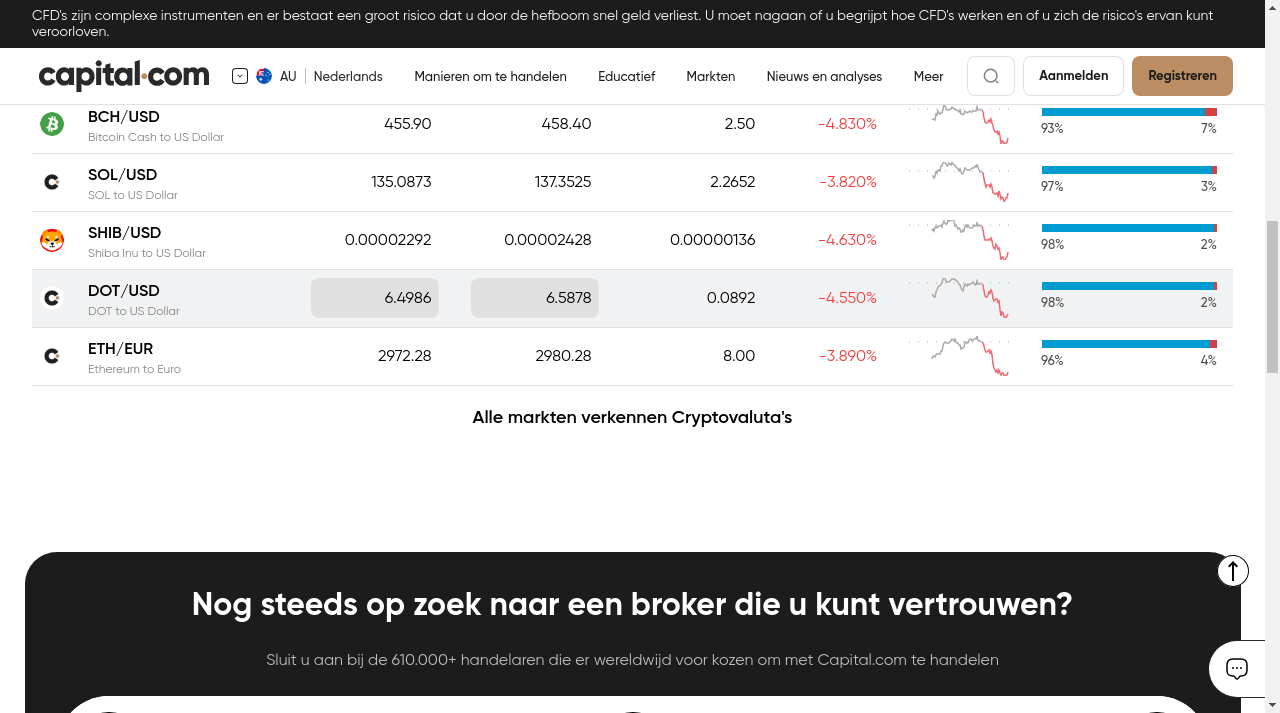 CFD's zijn complexe instrumenten en er bestaat een groot risico dat u door de hefboom snel geld verliest. U moet nagaan of u begrijpt hoe CFD's werken en of u zich de risico's ervan kunt
veroorloven.
capital.com AU Nederlands Manieren om te handelen Educatief Markten Nieuws en analyses Meer Aanmelden Registreren
BCH/USD 455.90 458.40 2.50 -4.830%
Bitcoin Cash to US Dollar 93% 7%
SOL/USD 135.0873 137.3525 2.2652 -3.820%
SOL to US Dollar 97% 3%
SHIB/USD 0.00002292 0.00002428 0.00000136 -4.630%
Shiba Inu to US Dollar 98% 2%
DOT/USD 6.4986 6.5878 0.0892 -4.550%
DOT to US Dollar 98% 2%
ETH/EUR 2972.28 2980.28 8.00 -3.890%
Ethereum to Euro 96% 4%
Alle markten verkennen Cryptovaluta's
Nog steeds op zoek naar een broker die u kunt vertrouwen?
Sluit u aan bij de 610.000+ handelaren die er wereldwijd voor kozen om met Capital.com te handelen